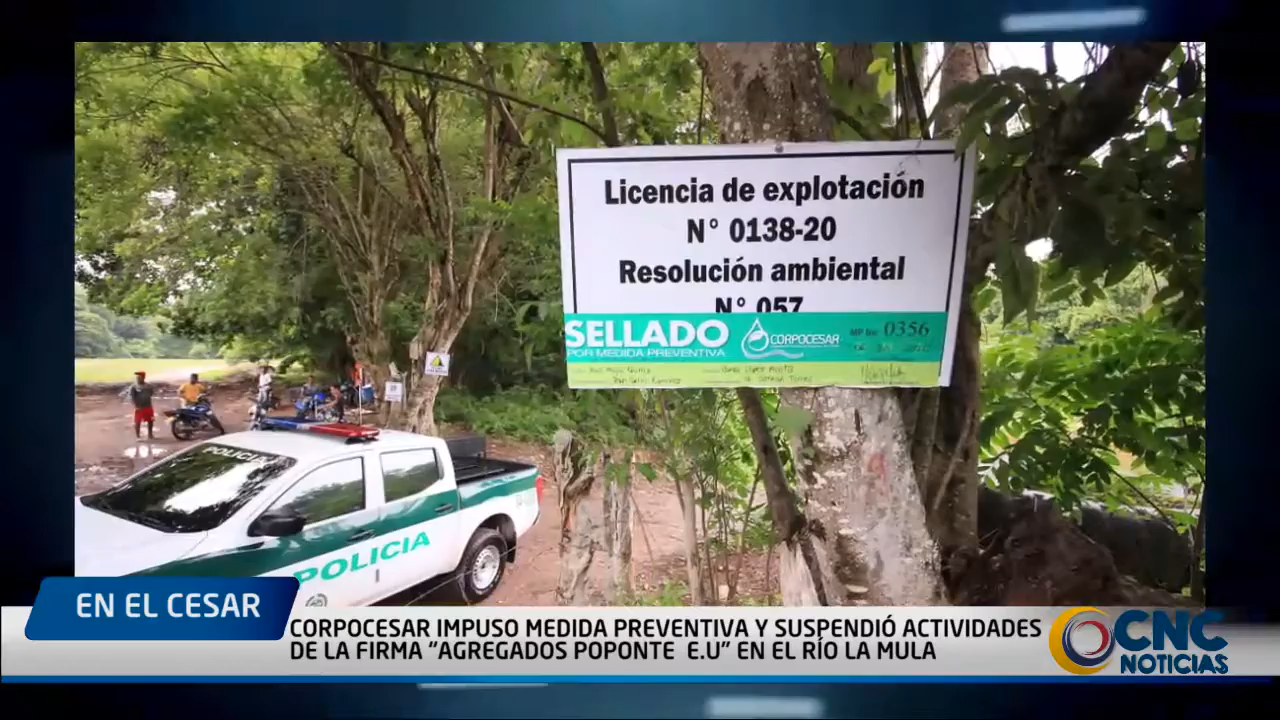 Licencia de explotación
N° 0138-20
Resolución ambiental
N° 057
SELLADO
POR MEDIDA PREVENTIVA
CORPOCESAR
MP No. 0356
POLICIA
POLICIA
EN EL CESAR
CORPOCESAR IMPUSO MEDIDA PREVENTIVA Y SUSPENDIÓ ACTIVIDADES
DE LA FIRMA “AGREGADOS POPONTE E.U” EN EL RÍO LA MULA
CNC
NOTICIAS